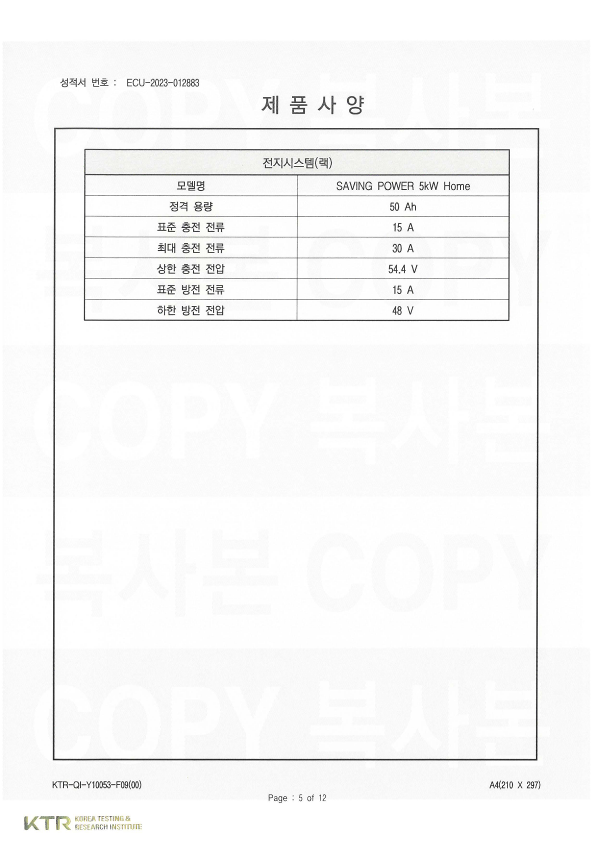 성적서 번호 : ECU-2023-012883
제 품 사 양
전지시스템(랙)
모델명 SAVING POWER 5kW Home
정격 용량 50 Ah
표준 충전 전류 15 A
최대 충전 전류 30 A
상한 충전 전압 54.4 V
표준 방전 전류 15 A
하한 방전 전압 48 V
복사본 COPY
COPY 복사본
복사본 COPY
COPY 복사본
KTR-QI-Y10053-F09(00) A4(210 X 297)
Page : 5 of 12
KTR KOREA TESTING &
RESEARCH INSTITUTE